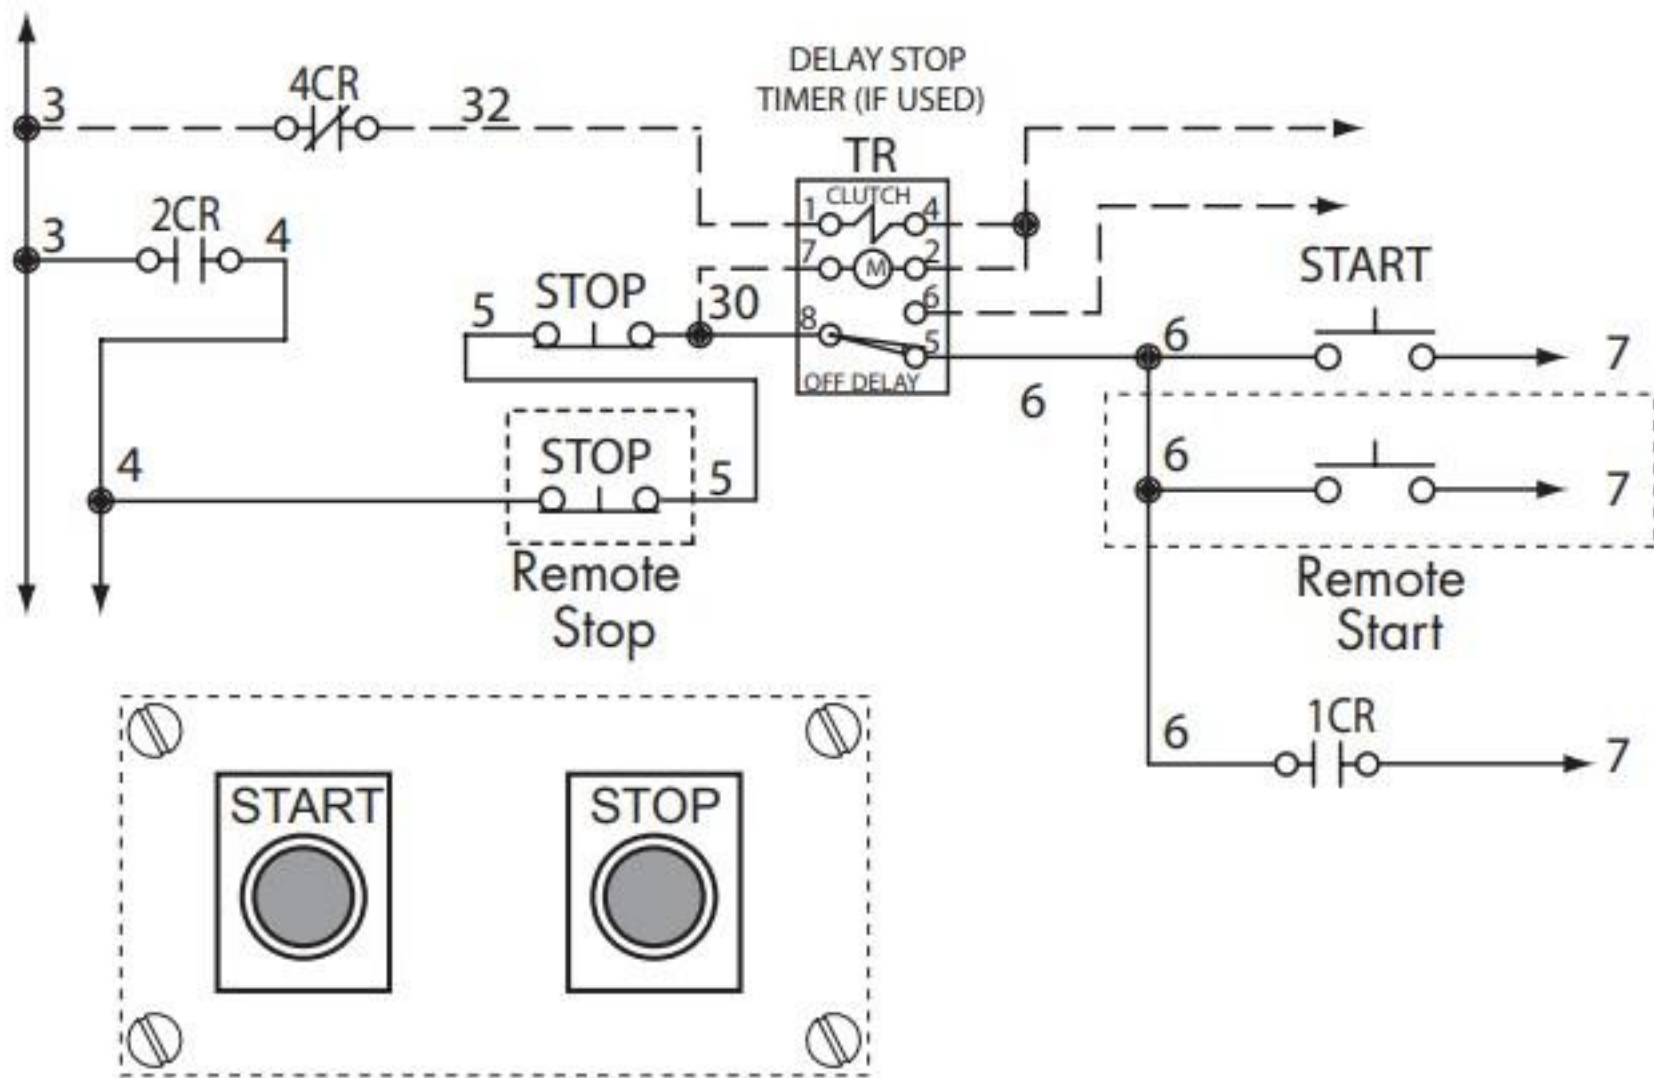 DELAY STOP
TIMER (IF USED)
3
4CR
32
TR
CLUTCH
1
4
3
2CR
4
7
M
2
START
5
STOP
30
6
8
5
6
7
OFF DELAY
6
4
STOP
5
6
7
Remote
Stop
Remote
Start
6
1CR
7
START
STOP